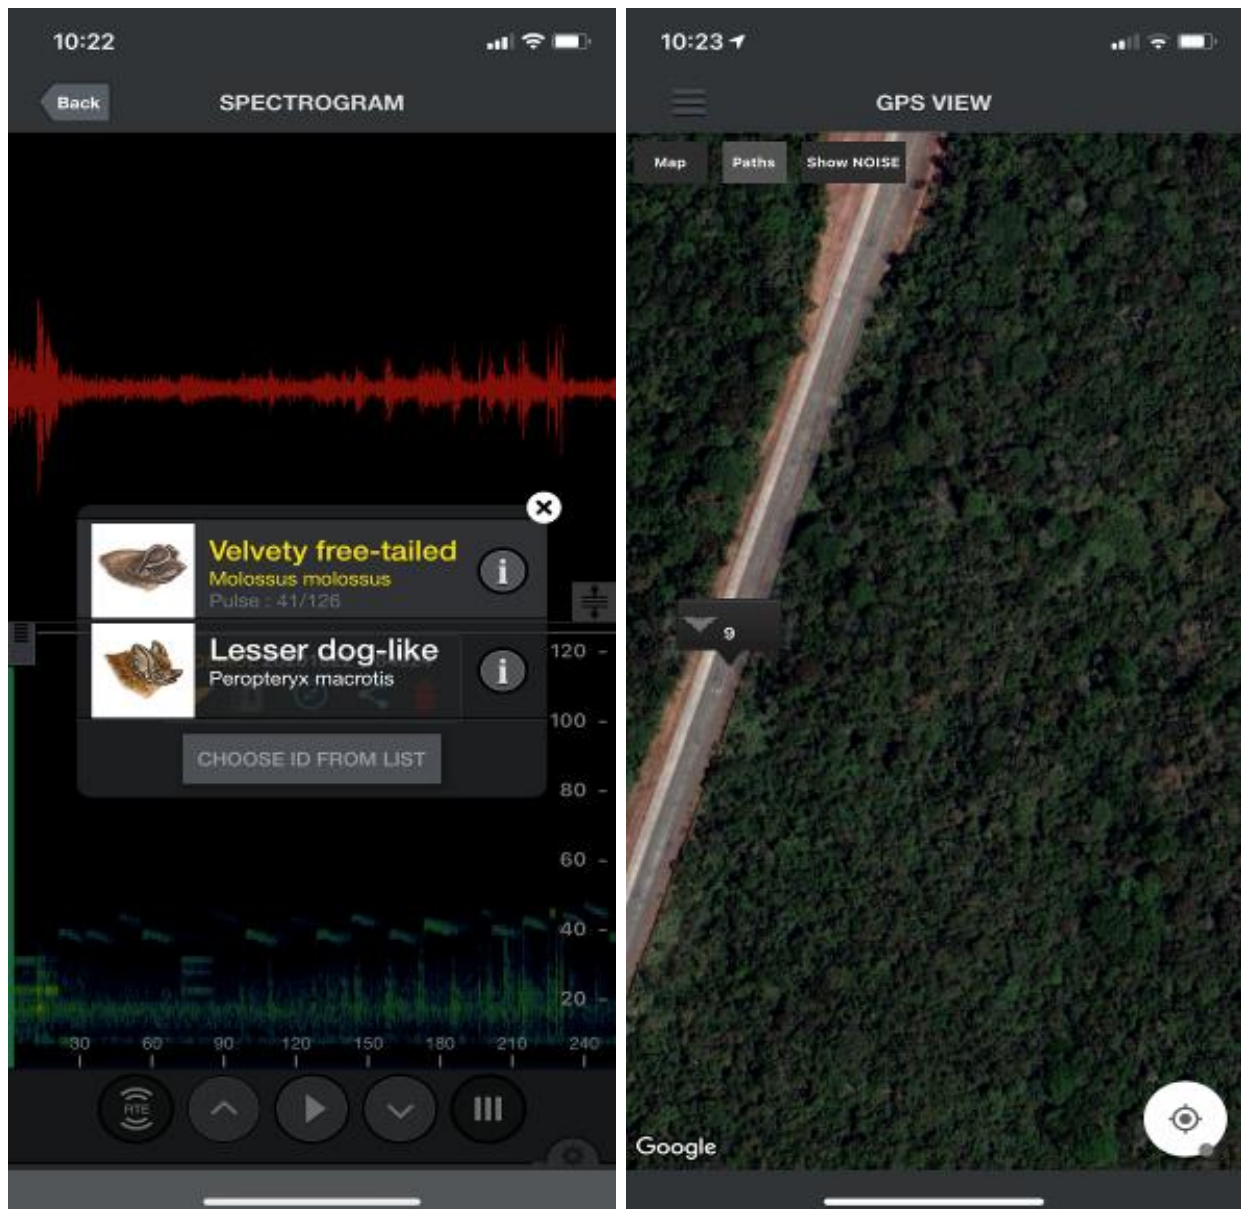 10:22
Back
SPECTROGRAM
Velvety free-tailed
Molossus molossus
Pulse : 41/126
i
Lesser dog-like
Peropteryx macrotis
i
CHOOSE ID FROM LIST
120
100
80
60
40
20
30 60 90 120 150 180 210 240
RTE
10:23
GPS VIEW
Map Paths Show NOISE
9
Google